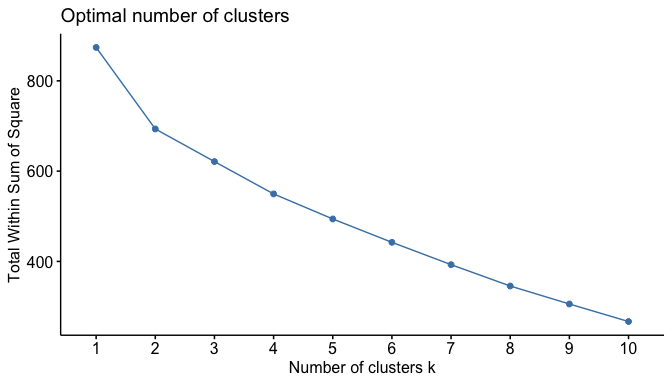 Optimal number of clusters
Total Within Sum of Square
800
600
400
1 2 3 4 5 6 7 8 9 10
Number of clusters k